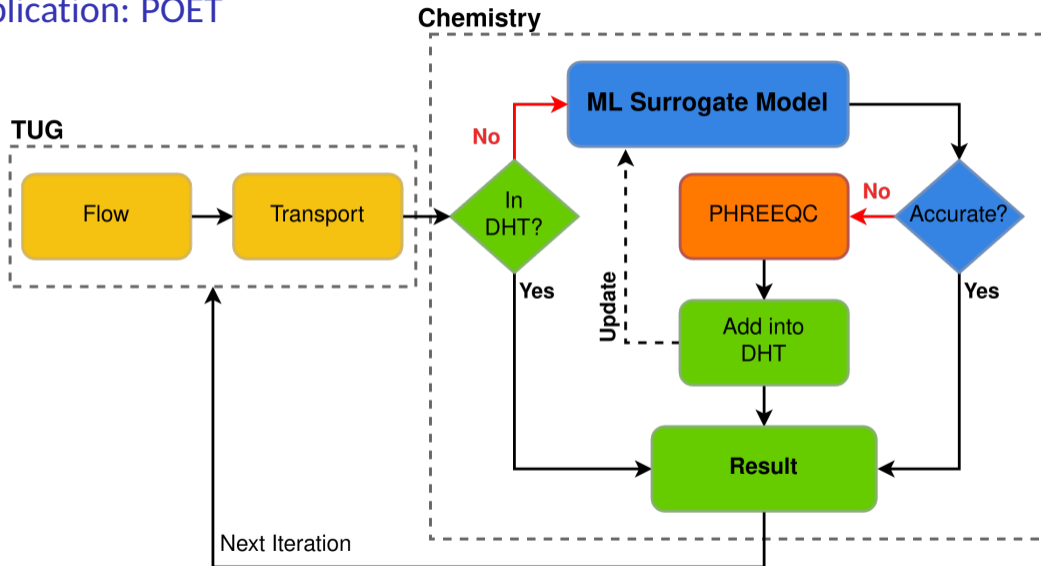 plication: POET
Chemistry
ML Surrogate Model
TUG
No
Flow
Transport
In
DHT?
PHREEQC
No
Accurate?
Yes
Update
Add into
DHT
Yes
Result
Next Iteration